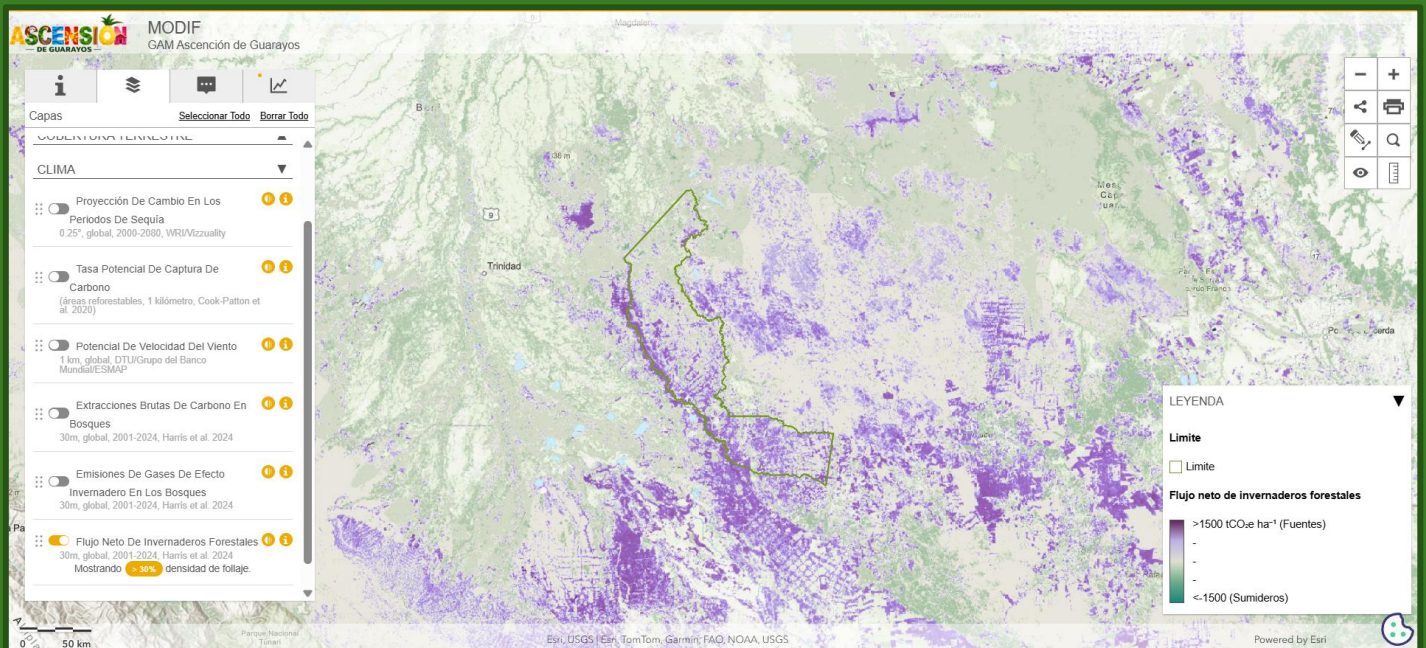 ASCENSIÓN
DE GUARAYOS
MODIF
GAM Ascención de Guarayos
Capas
Seleccionar Todo
Borrar Todo
COBERTURA TERRESTRE
CLIMA
Proyección De Cambio En Los
Periodos De Sequía
0.25°, global, 2000-2080, WRI/Vizzuality
Tasa Potencial De Captura De
Carbono
(áreas reforestables, 1 kilómetro, Cook-Patton et
al. 2020)
Potencial De Velocidad Del Viento
1 km, global, DTU/Grupo del Banco
Mundial/ESMAP
Extracciones Brutas De Carbono En
Bosques
30m, global, 2001-2024, Harris et al. 2024
Emisiones De Gases De Efecto
Invernadero En Los Bosques
30m, global, 2001-2024, Harris et al. 2024
Flujo Neto De Invernaderos Forestales
30m, global, 2001-2024, Harris et al. 2024
Mostrando > 30% densidad de follaje.
0 50 km
Magdalen
138 m
9
Trinidad
17
Parque Nacional
Tunari
LEYENDA
Limite
Limite
Flujo neto de invernaderos forestales
>1500 tCO₂e ha⁻¹ (Fuentes)
-
-
-
<-1500 (Sumideros)
Esri, USGS | Esri, TomTom, Garmin, FAO, NOAA, USGS
Powered by Esri